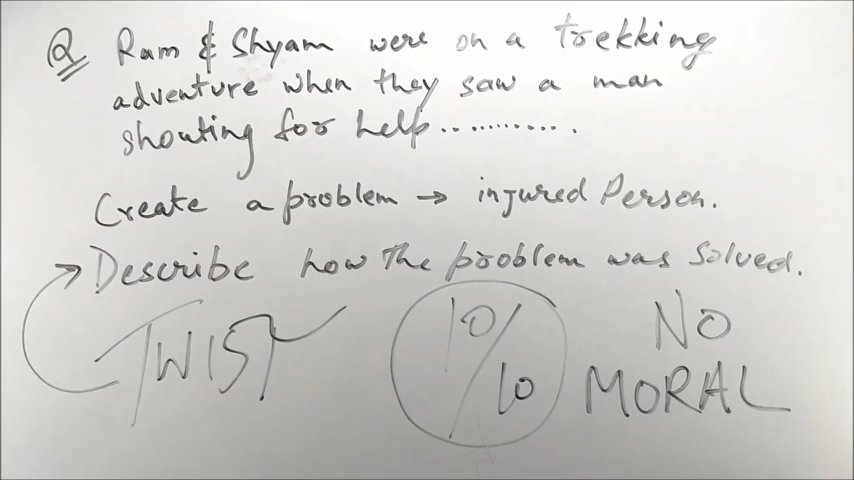 Q Ram & Shyam were on a trekking
adventure when they saw a man
shouting for help...........
Create a problem → injured Person.
→ Describe how the problem was solved.
TWIST
10/10
NO
MORAL